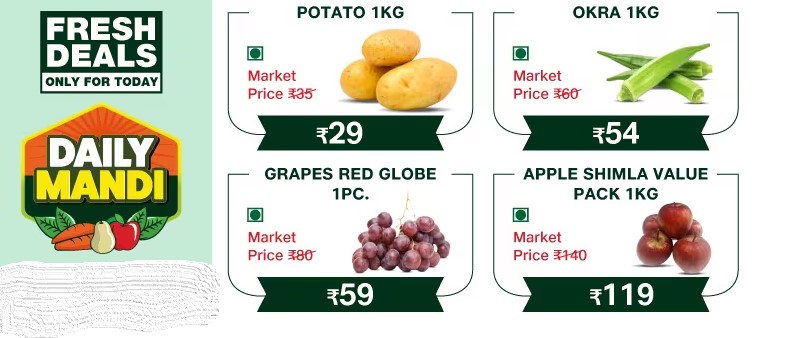 FRESH
DEALS
ONLY FOR TODAY
DAILY
MANDI
POTATO 1KG
Market
Price ₹35
₹29
OKRA 1KG
Market
Price ₹60
₹54
GRAPES RED GLOBE
1PC.
Market
Price ₹80
₹59
APPLE SHIMLA VALUE
PACK 1KG
Market
Price ₹140
₹119